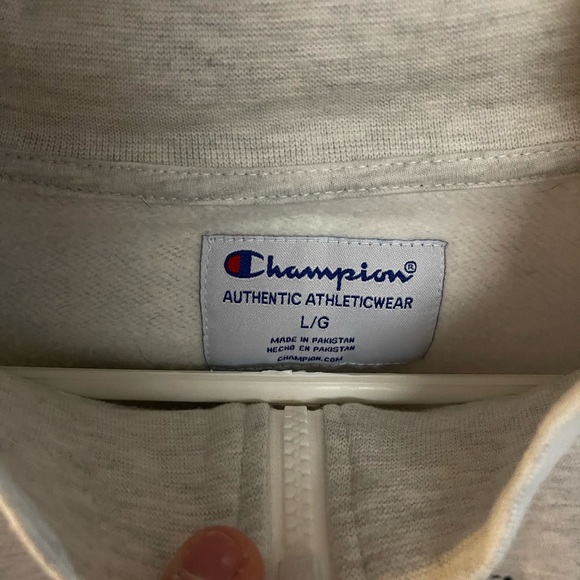 Champion®
AUTHENTIC ATHLETICWEAR
L/G
MADE IN PAKISTAN
HECHO EN PAKISTAN
CHAMPION.COM